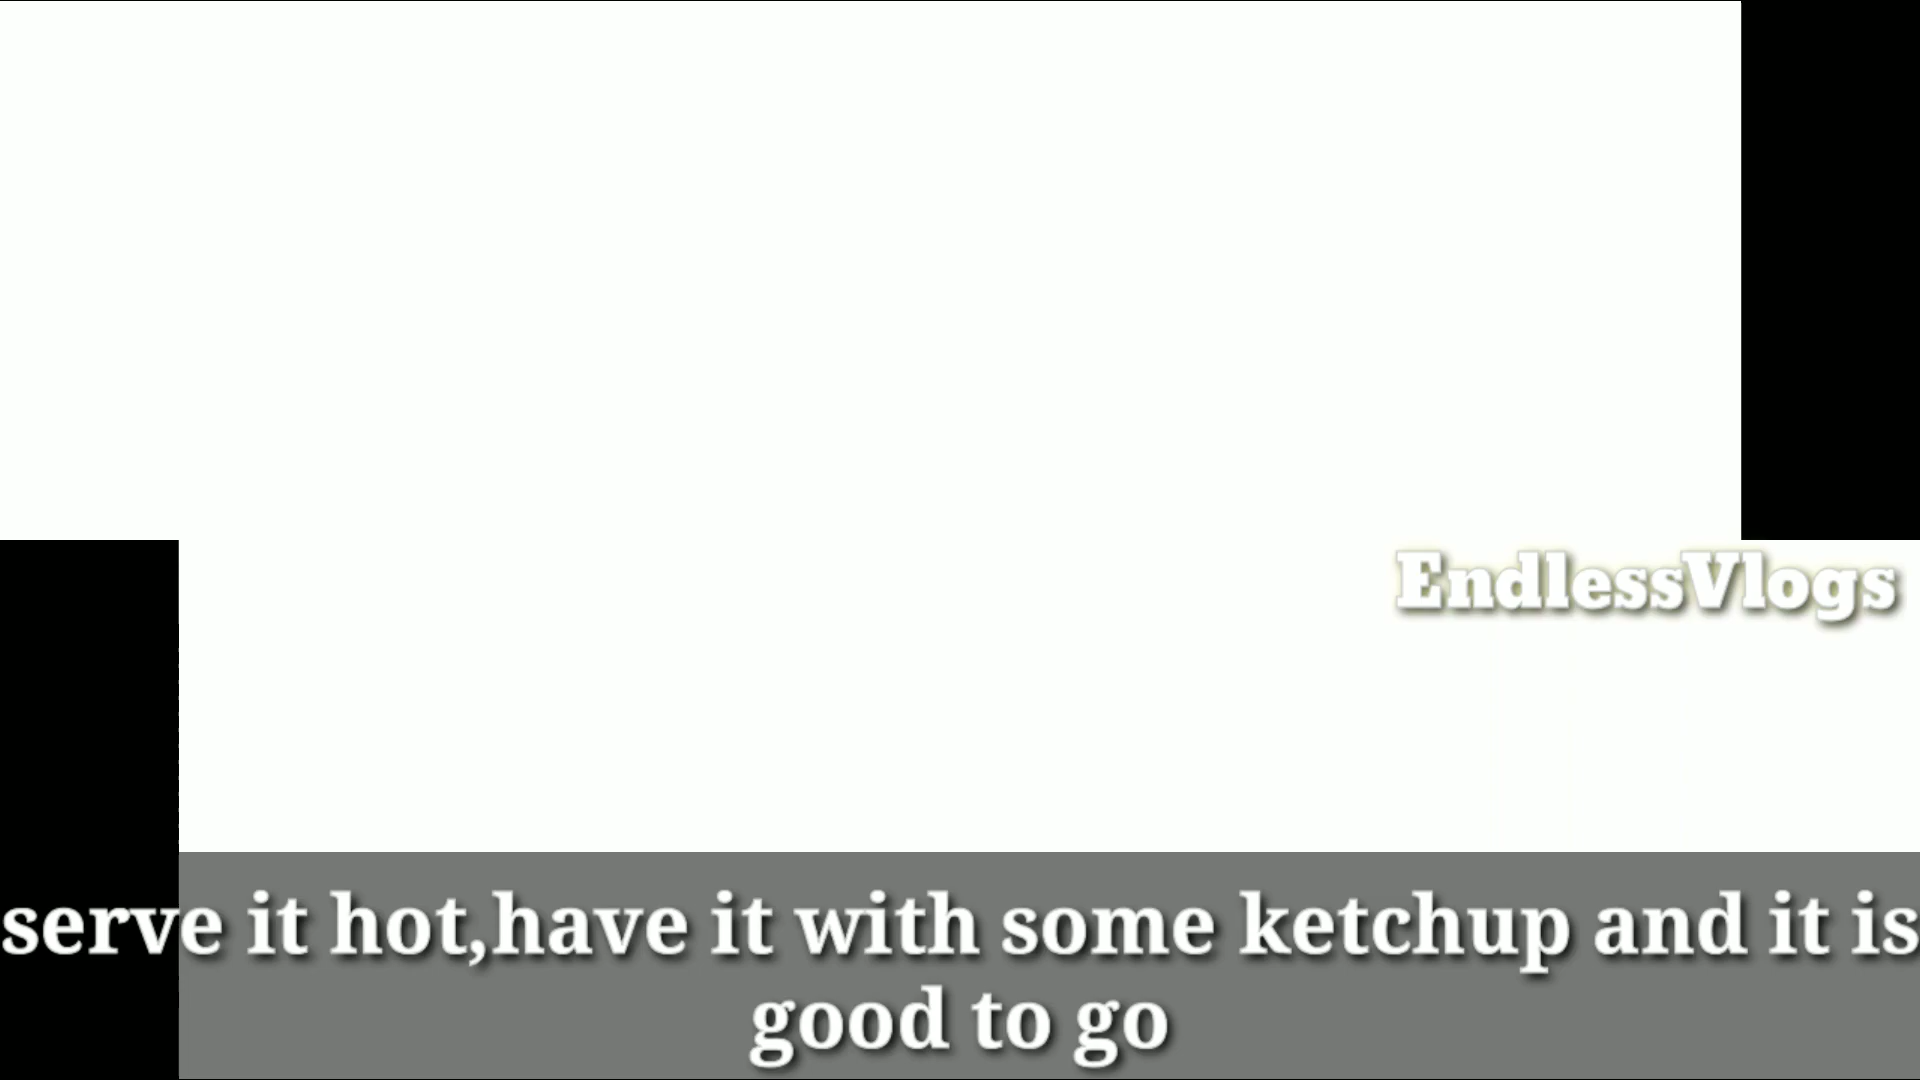 EndlessVlogs
serve it hot,have it with some ketchup and it is
good to go